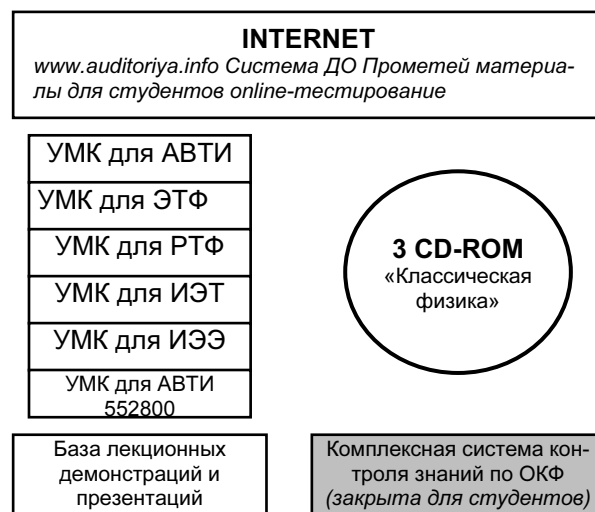 INTERNET
www.auditoriya.info Система ДО Прометей материа-
лы для студентов online-тестирование
УМК для АВТИ
УМК для ЭТФ
УМК для РТФ
УМК для ИЭТ
УМК для ИЭЭ
УМК для АВТИ
552800
3 CD-ROM
«Классическая
физика»
База лекционных
демонстраций и
презентаций
Комплексная система кон-
троля знаний по ОКФ
(закрыта для студентов)